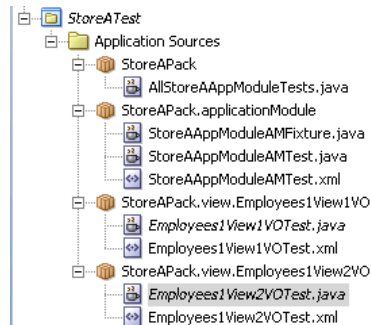 StoreATest
Application Sources
StoreAPack
AllStoreAAppModuleTests.java
StoreAPack.applicationModule
StoreAAppModuleAMFixture.java
StoreAAppModuleAMTest.java
StoreAAppModuleAMTest.xml
StoreAPack.view.Employees1View1VO
Employees1View1VOTest.java
Employees1View1VOTest.xml
StoreAPack.view.Employees1View2VO
Employees1View2VOTest.java
Employees1View2VOTest.xml